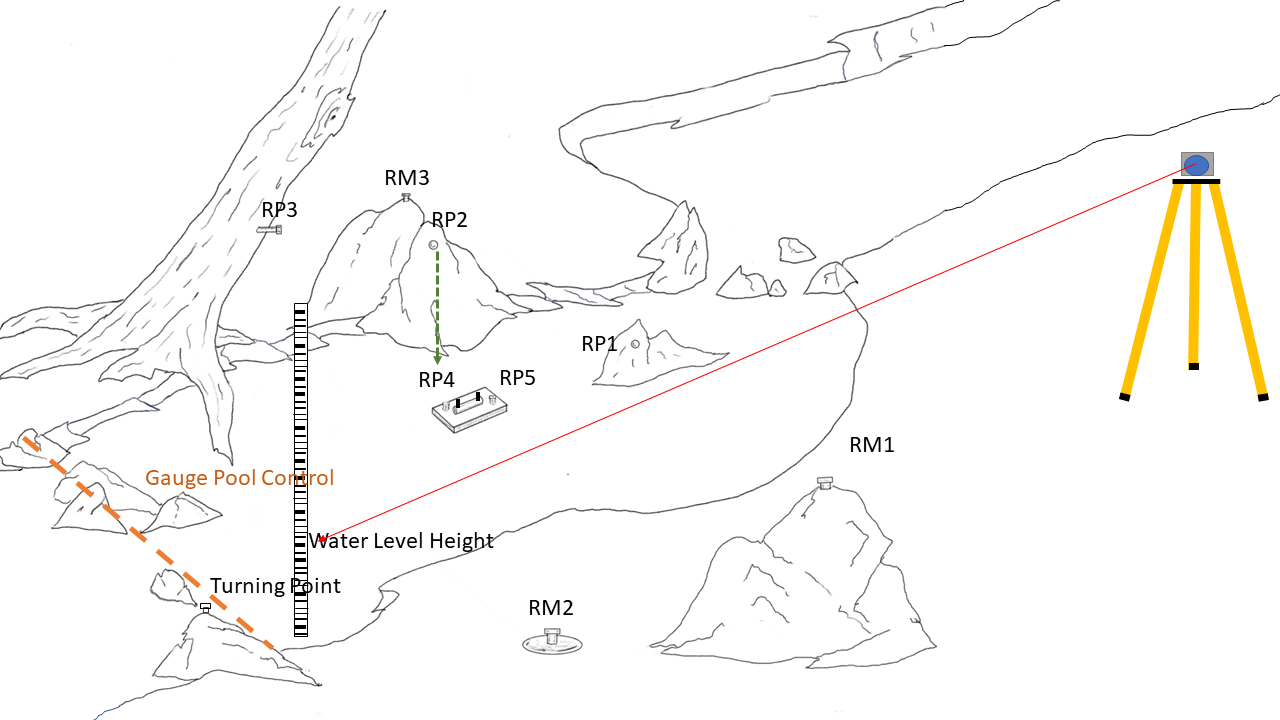 RM3
RP3
RP2
RP1
RP4
RP5
RM1
Gauge Pool Control
Water Level Height
Turning Point
RM2